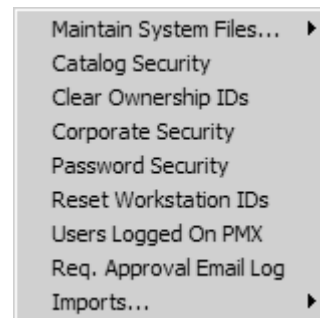 Maintain System Files...
Catalog Security
Clear Ownership IDs
Corporate Security
Password Security
Reset Workstation IDs
Users Logged On PMX
Req. Approval Email Log
Imports...